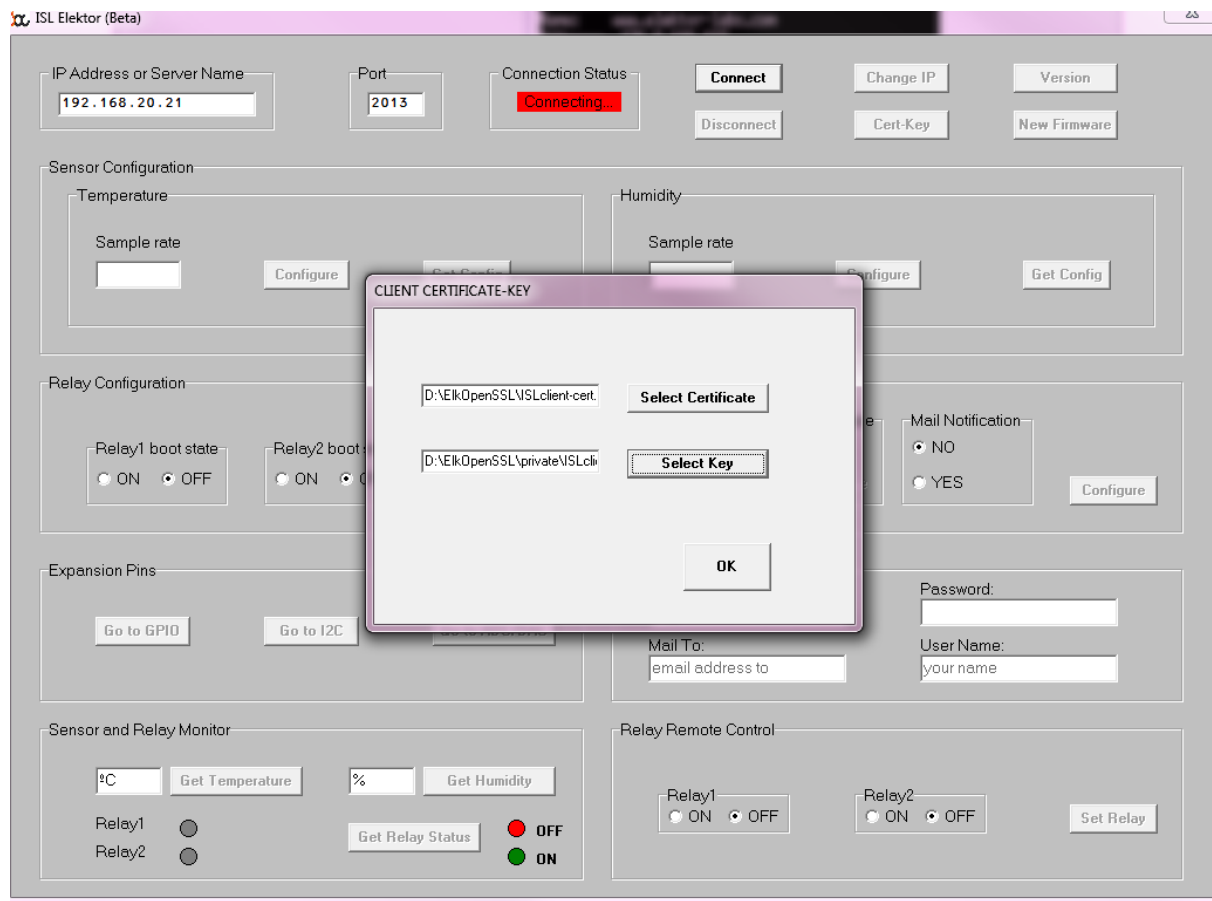 ISL Elektor (Beta)
IP Address or Server Name
Port
Connection Status
192.168.20.21
2013
Connecting...
Connect
Change IP
Version
Disconnect
Cert-Key
New Firmware
Sensor Configuration
Temperature
Humidity
Sample rate
Sample rate
Configure
Get Config
Configure
Get Config
CLIENT CERTIFICATE-KEY
D:\ElkOpenSSL\ISLclient-cert.
Select Certificate
D:\ElkOpenSSL\private\ISLclie
Select Key
OK
Relay Configuration
Relay1 boot state
ON
OFF
Relay2 boot
ON
Mail Notification
NO
YES
Configure
Expansion Pins
Go to GPIO
Go to I2C
Password:
Mail To:
User Name:
email address to
your name
Sensor and Relay Monitor
ºC
Get Temperature
%
Get Humidity
Relay1
Relay2
Get Relay Status
OFF
ON
Relay Remote Control
Relay1
ON
OFF
Relay2
ON
OFF
Set Relay